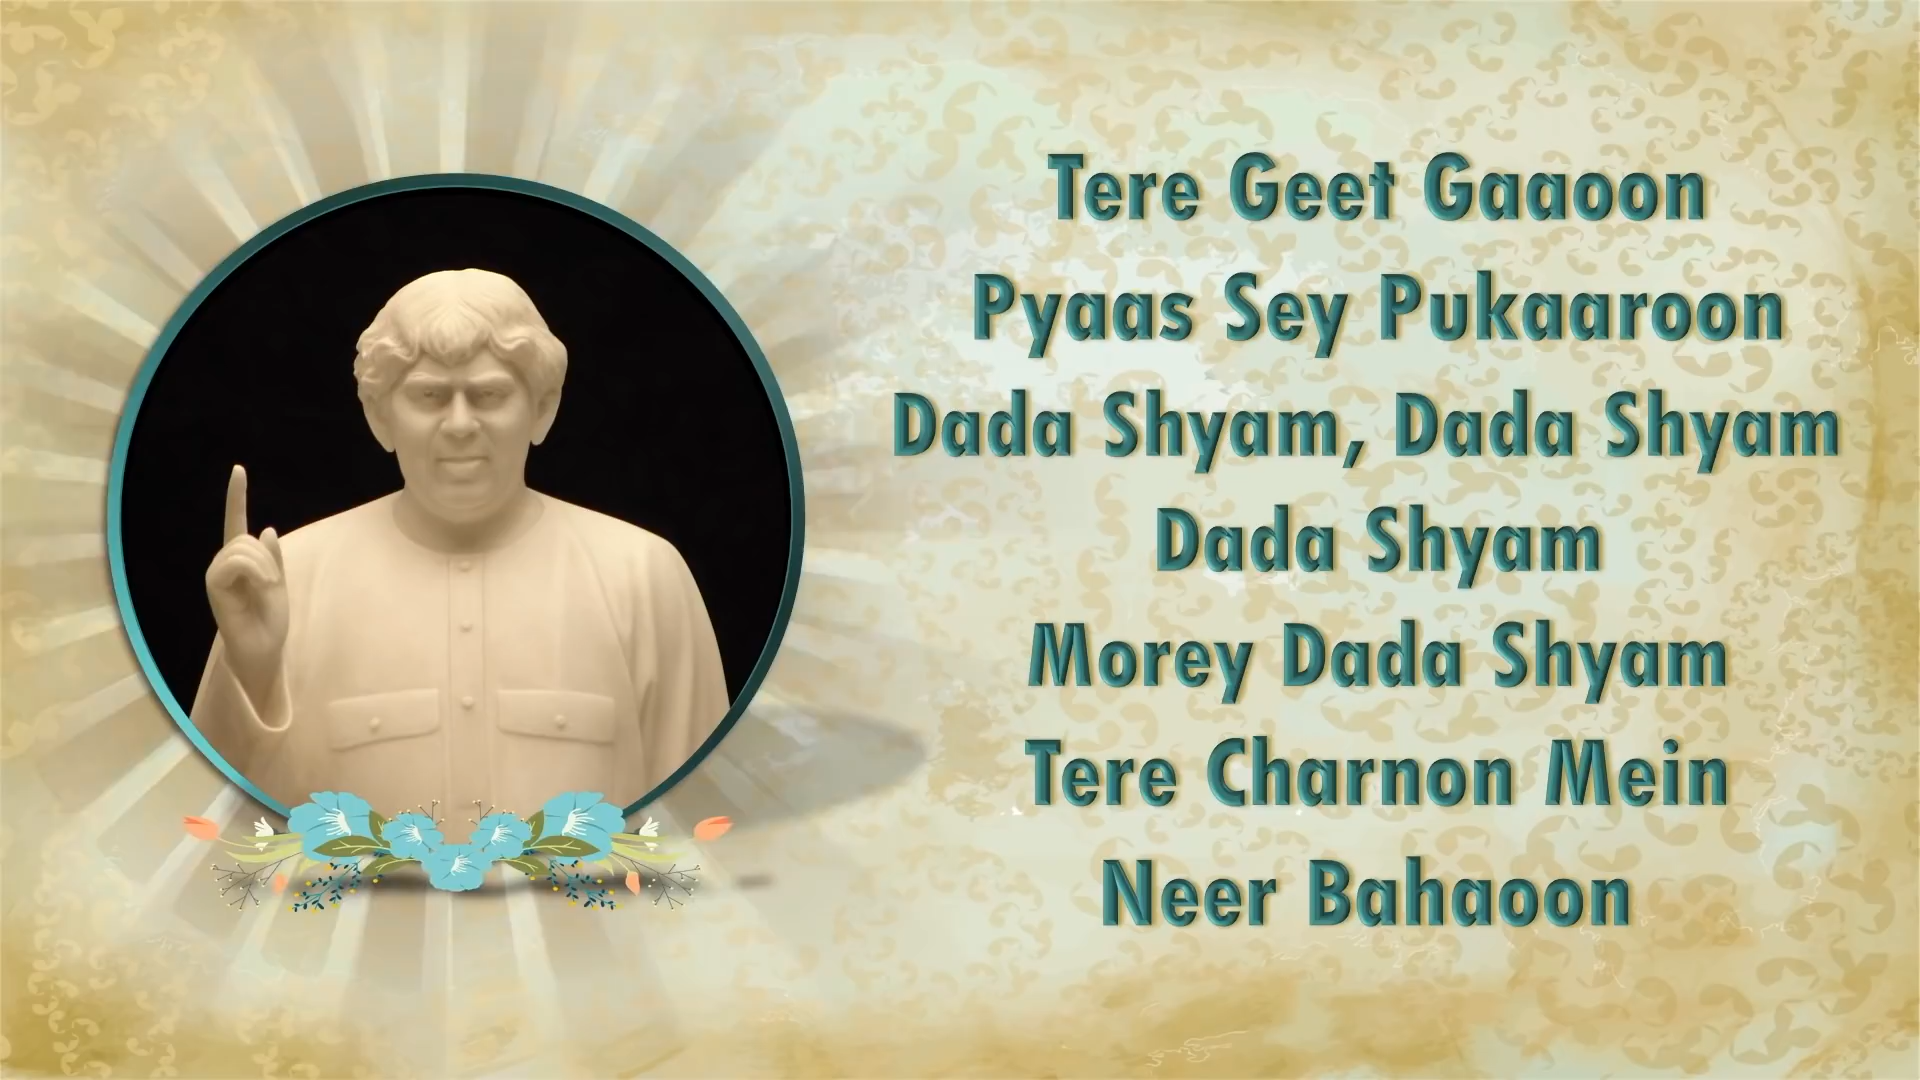 Tere Geet Gaaoon
Pyaas Sey Pukaaroon
Dada Shyam, Dada Shyam
Dada Shyam
Morey Dada Shyam
Tere Charnon Mein
Neer Bahaoon